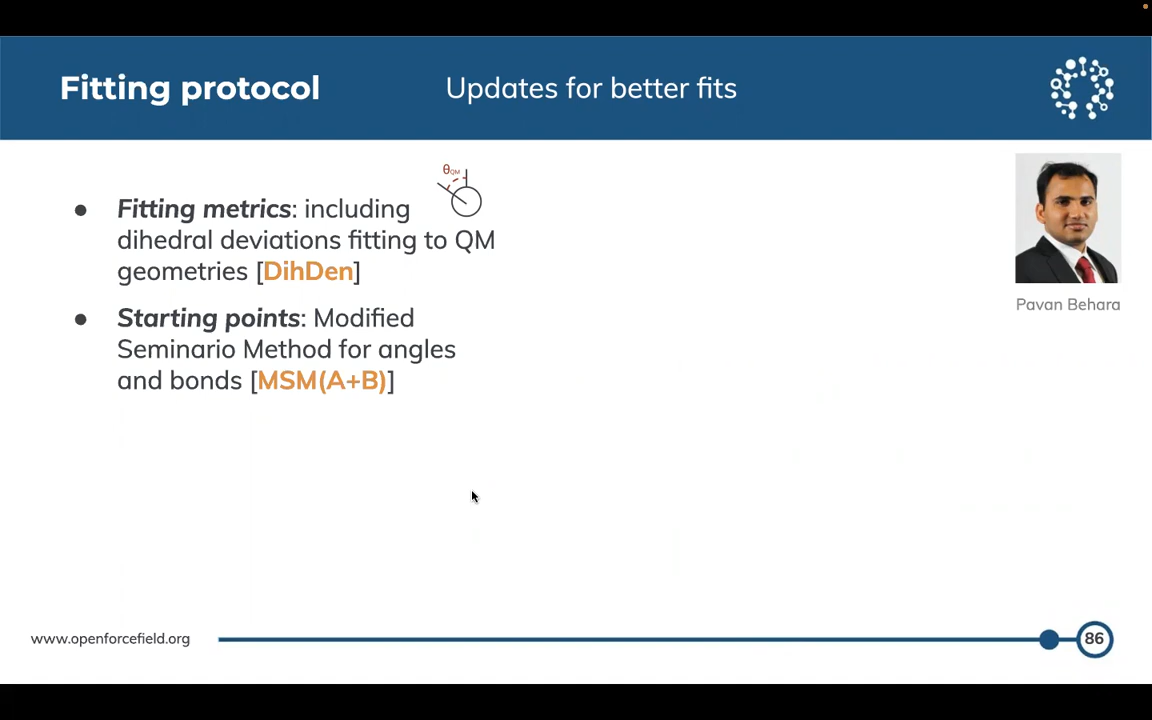 Fitting protocol
Updates for better fits
θQM
● Fitting metrics: including
dihedral deviations fitting to QM
geometries [DihDen]
● Starting points: Modified
Seminario Method for angles
and bonds [MSM(A+B)]
Pavan Behara
www.openforcefield.org
86